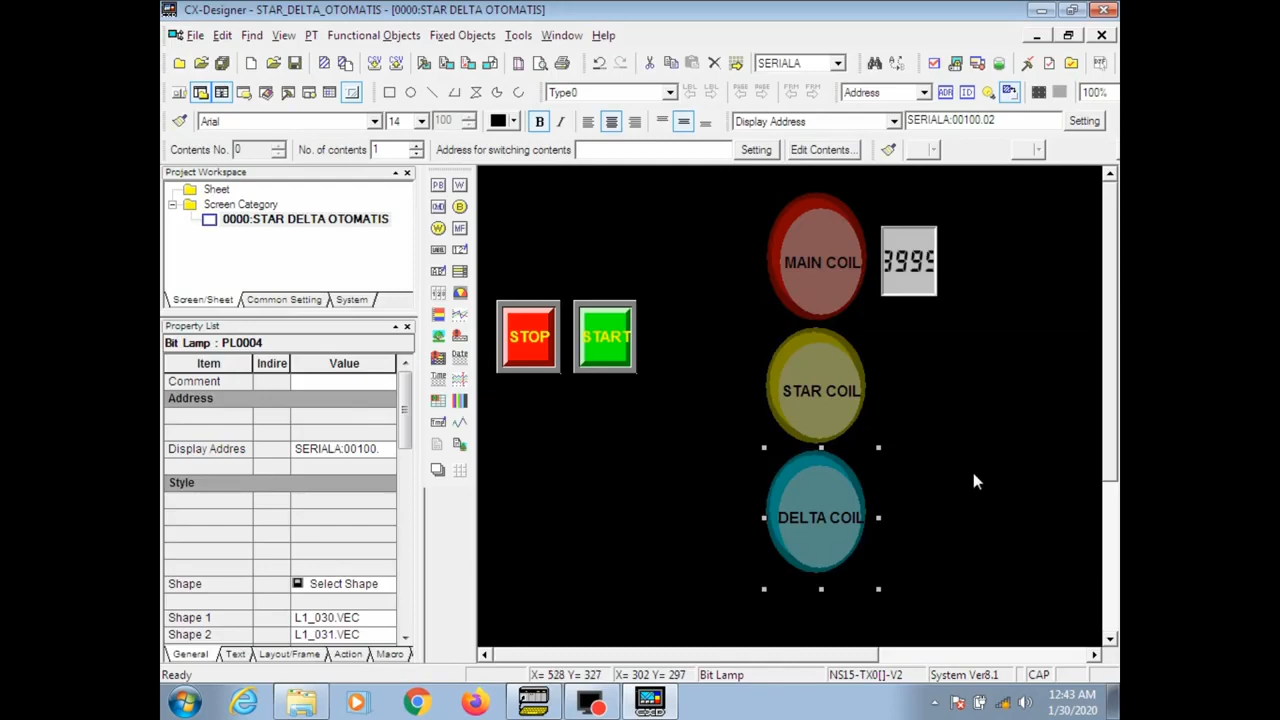 CX-Designer - STAR_DELTA_OTOMATIS - [0000:STAR DELTA OTOMATIS]
File Edit Find View PT Functional Objects Fixed Objects Tools Window Help
SERIALA
Type0 Address 100%
Arial 14 100 B I Display Address SERIALA:00100.02 Setting
Contents No. 0 No. of contents 1 Address for switching contents Setting Edit Contents...
Project Workspace
Sheet
Screen Category
0000:STAR DELTA OTOMATIS
Screen/Sheet Common Setting System
Property List
Bit Lamp : PL0004
Item Indire Value
Comment
Address
Display Addres SERIALA:00100.
Style
Shape Select Shape
Shape 1 L1_030.VEC
Shape 2 L1_031.VEC
General Text Layout/Frame Action Macro
STOP START
MAIN COIL
9999
STAR COIL
DELTA COIL
Ready X= 528 Y= 327 X= 302 Y= 297 Bit Lamp NS15-TX0[]-V2 System Ver8.1 CAP
12:43 AM
1/30/2020